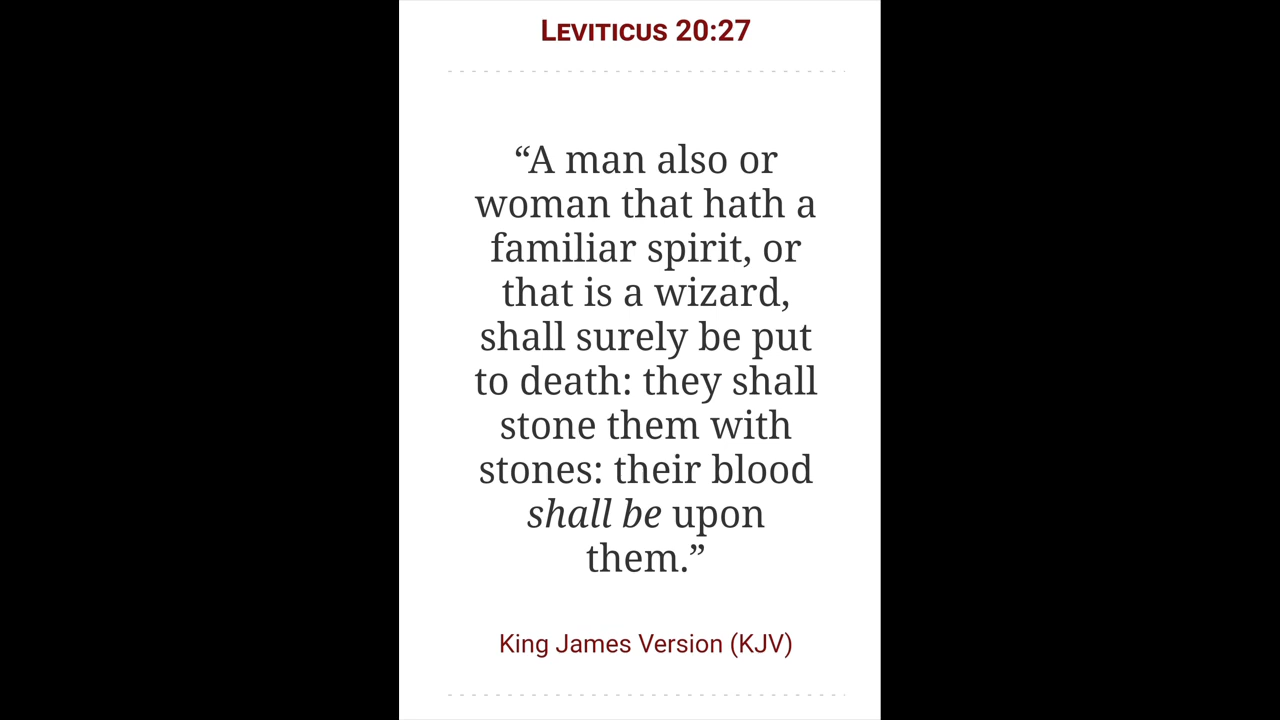 Leviticus 20:27
“A man also or
woman that hath a
familiar spirit, or
that is a wizard,
shall surely be put
to death: they shall
stone them with
stones: their blood
shall be upon
them.”
King James Version (KJV)